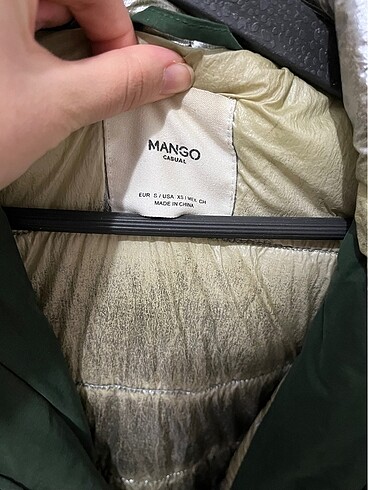 MANGO
CASUAL
EUR S / USA XS / MEX CH
MADE IN CHINA